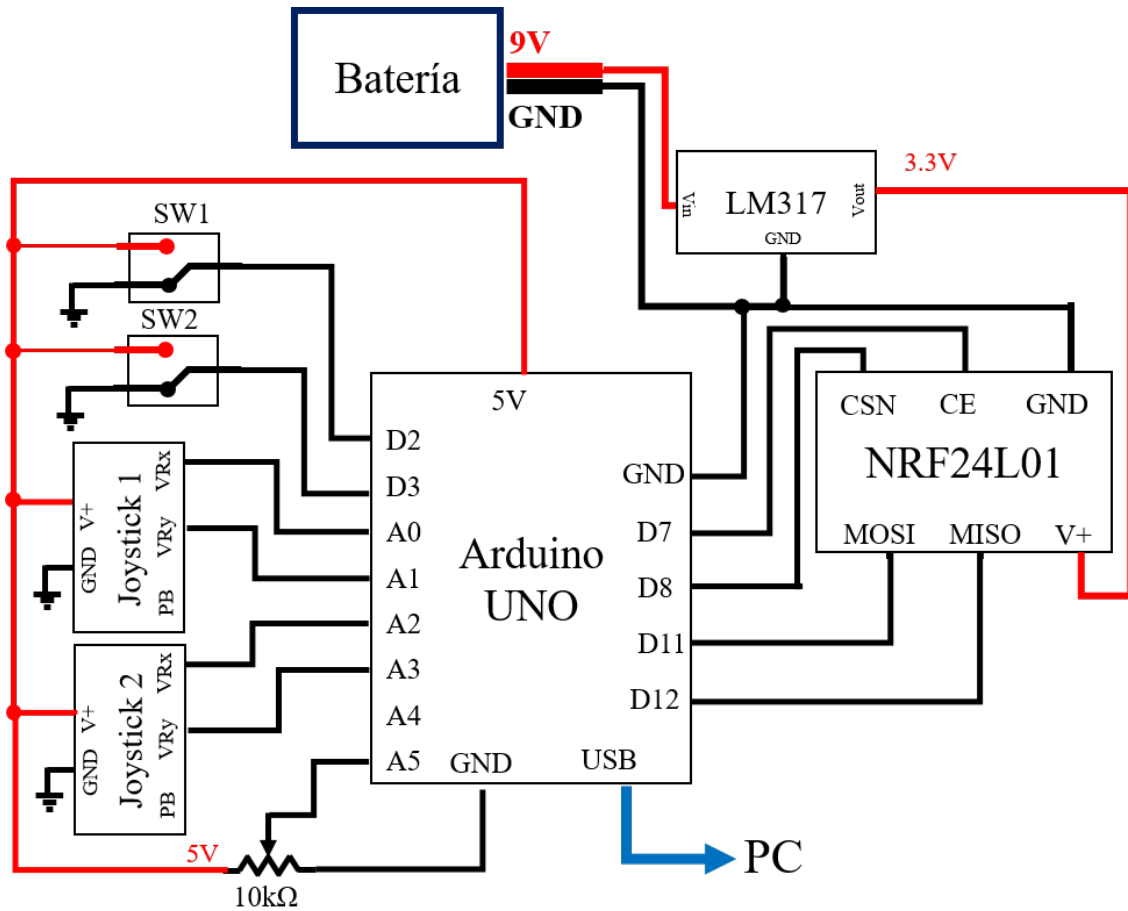 9V
Batería
GND
3.3V
Vin
LM317
Vout
GND
SW1
SW2
5V
CSN
CE
GND
NRF24L01
MOSI
MISO
V+
D2
D3
A0
A1
A2
A3
A4
A5
GND
USB
GND
D7
D8
D11
D12
Arduino
UNO
V+
GND
Joystick 1
VRx
VRy
PB
V+
GND
Joystick 2
VRx
VRy
PB
5V
10kΩ
PC